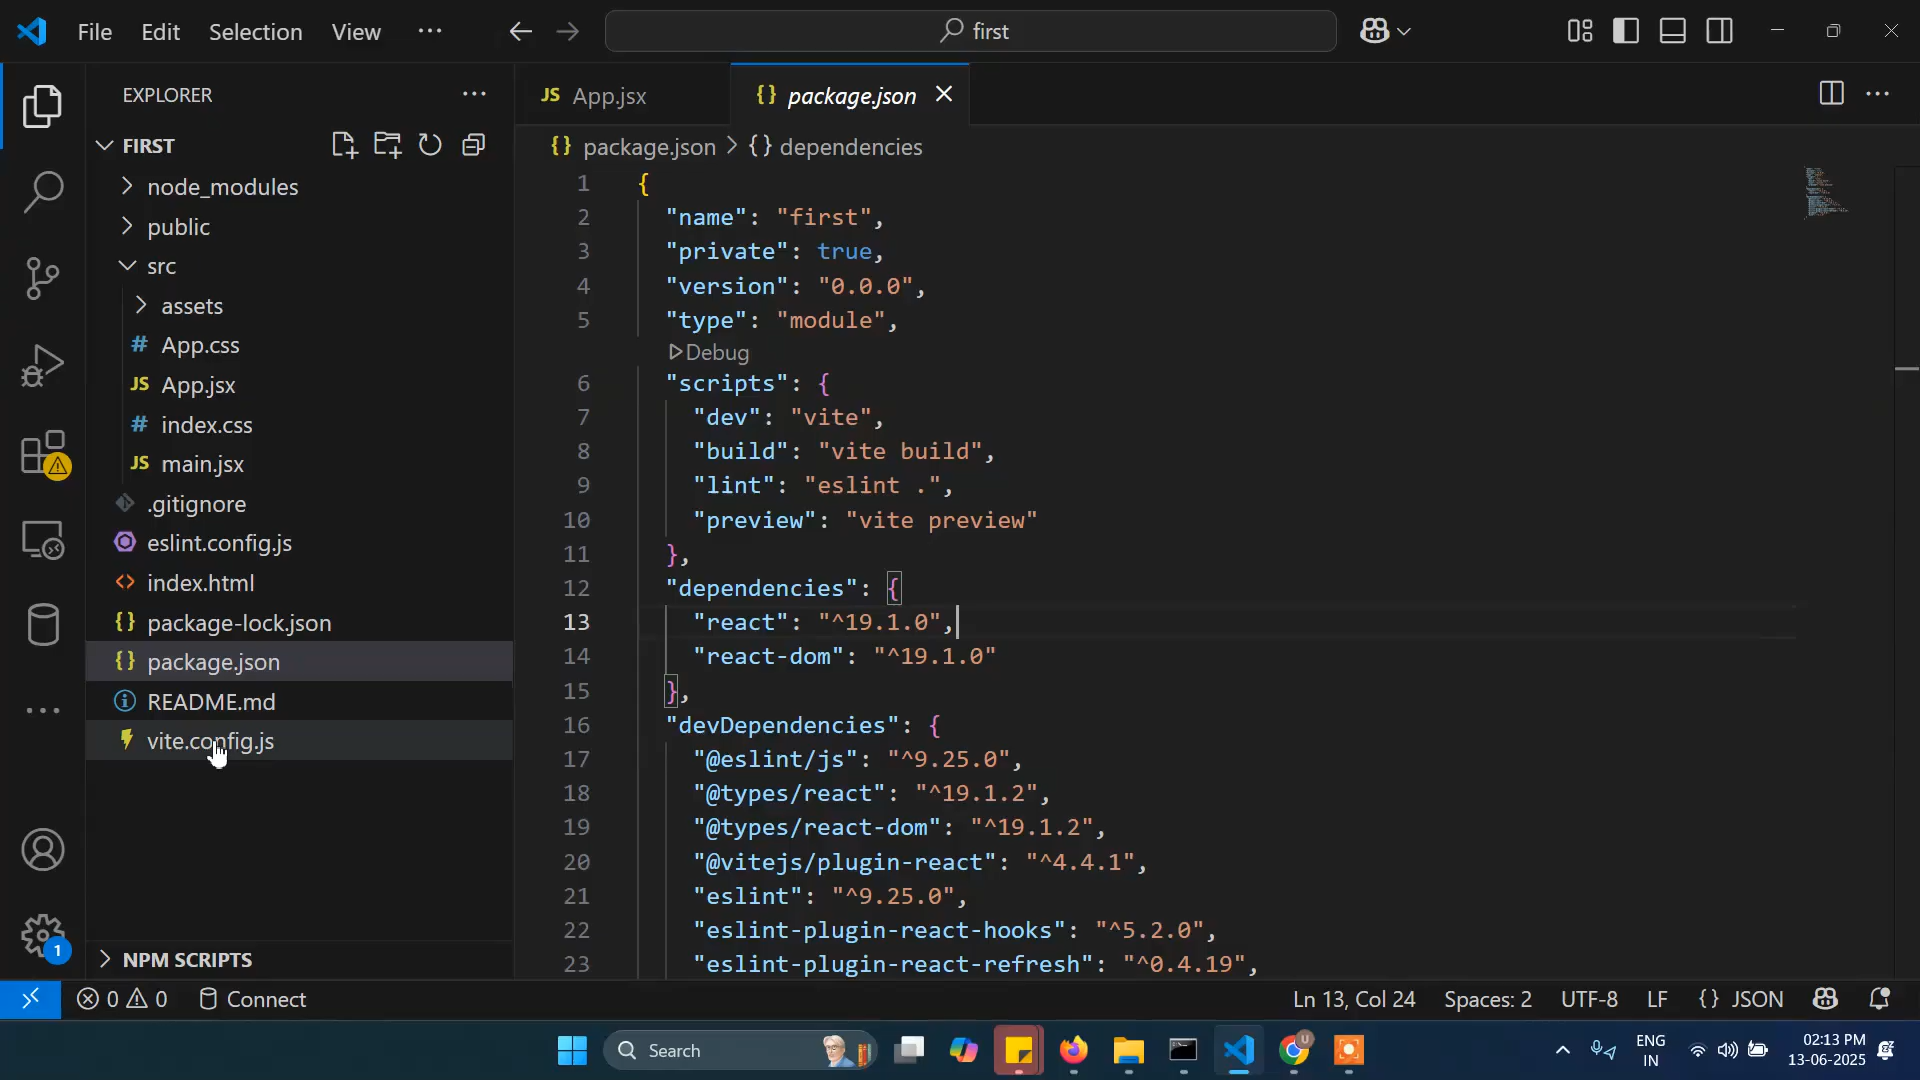 File Edit Selection View ···
first
EXPLORER
FIRST
node_modules
public
src
assets
# App.css
JS App.jsx
# index.css
JS main.jsx
.gitignore
eslint.config.js
<> index.html
{} package-lock.json
{} package.json
README.md
vite.config.js
NPM SCRIPTS
1
JS App.jsx
{} package.json
{} package.json > {} dependencies
1 {
2 "name": "first",
3 "private": true,
4 "version": "0.0.0",
5 "type": "module",
Debug
6 "scripts": {
7 "dev": "vite",
8 "build": "vite build",
9 "lint": "eslint .",
10 "preview": "vite preview"
11 },
12 "dependencies": {
13 "react": "^19.1.0",
14 "react-dom": "^19.1.0"
15 },
16 "devDependencies": {
17 "@eslint/js": "^9.25.0",
18 "@types/react": "^19.1.2",
19 "@types/react-dom": "^19.1.2",
20 "@vitejs/plugin-react": "^4.4.1",
21 "eslint": "^9.25.0",
22 "eslint-plugin-react-hooks": "^5.2.0",
23 "eslint-plugin-react-refresh": "^0.4.19",
0 0 Connect
Ln 13, Col 24 Spaces: 2 UTF-8 LF {} JSON
Search
ENG
IN
02:13 PM
13-06-2025